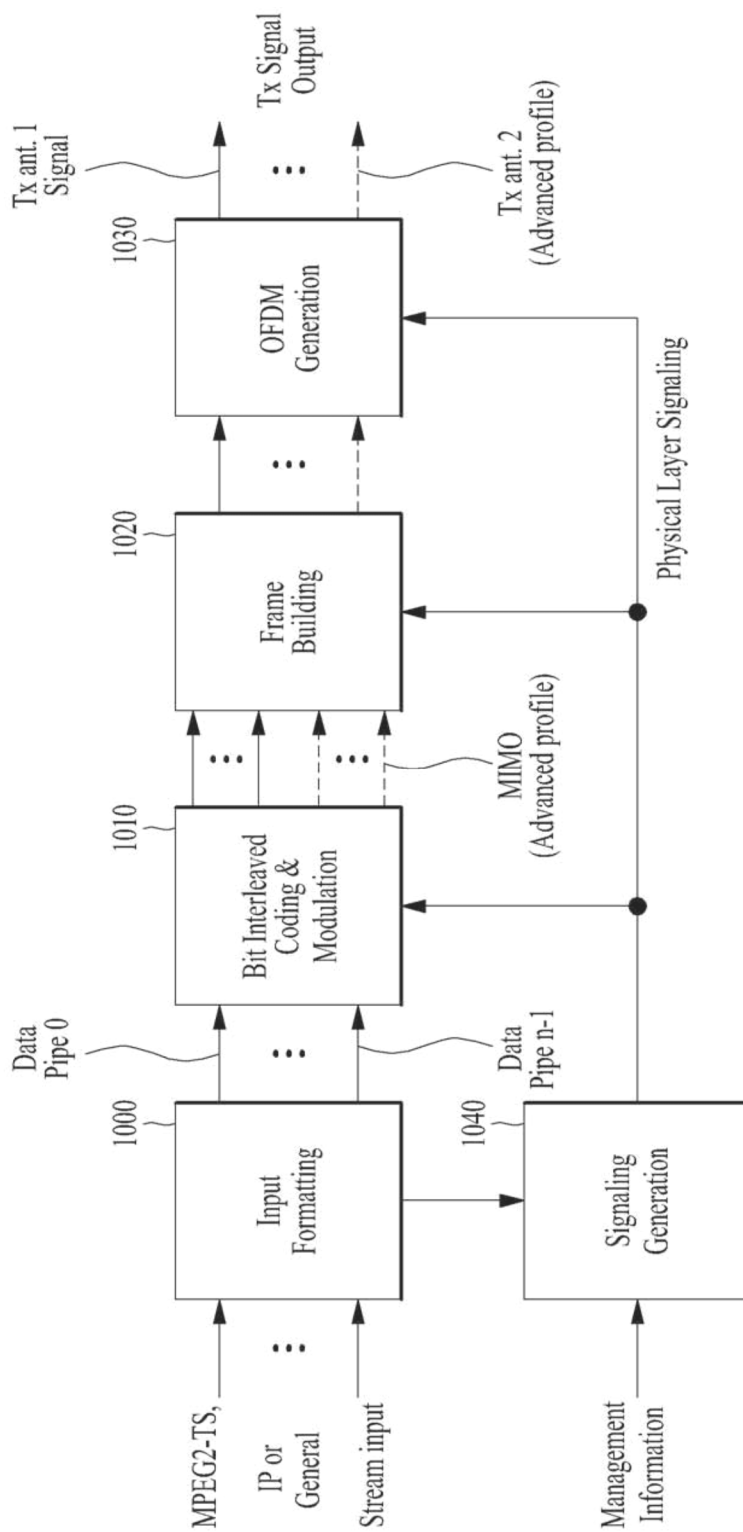 MPEG2-TS,
IP or
General
Stream input
1000
Input
Formatting
Data
Pipe 0
Data
Pipe n-1
1010
Bit Interleaved
Coding &
Modulation
MIMO
(Advanced profile)
1020
Frame
Building
1030
OFDM
Generation
Tx ant. 1
Signal
Tx Signal
Output
Tx ant. 2
(Advanced profile)
Management
Information
1040
Signaling
Generation
Physical Layer Signaling